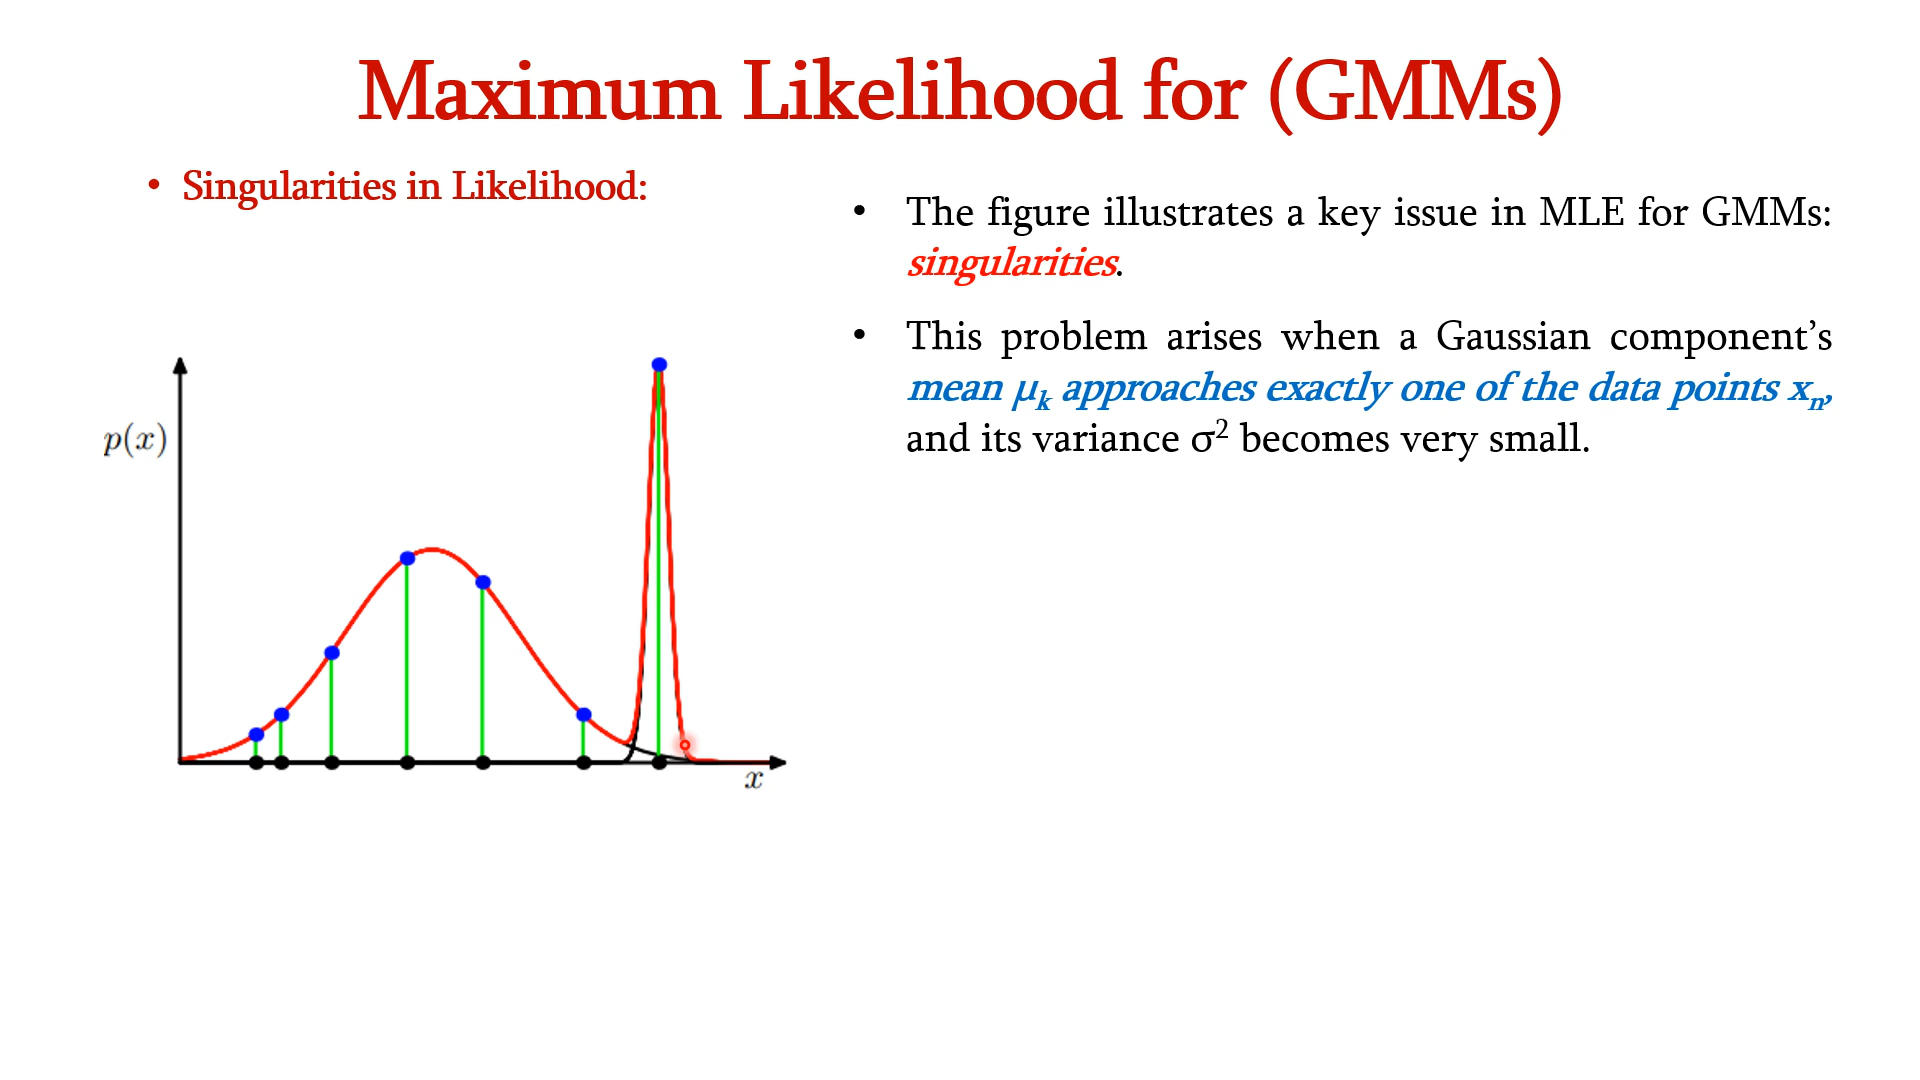 Maximum Likelihood for (GMMs)
• Singularities in Likelihood:
• The figure illustrates a key issue in MLE for GMMs:
singularities.
• This problem arises when a Gaussian component’s
mean μk approaches exactly one of the data points xn,
and its variance σ² becomes very small.
p(x)
x